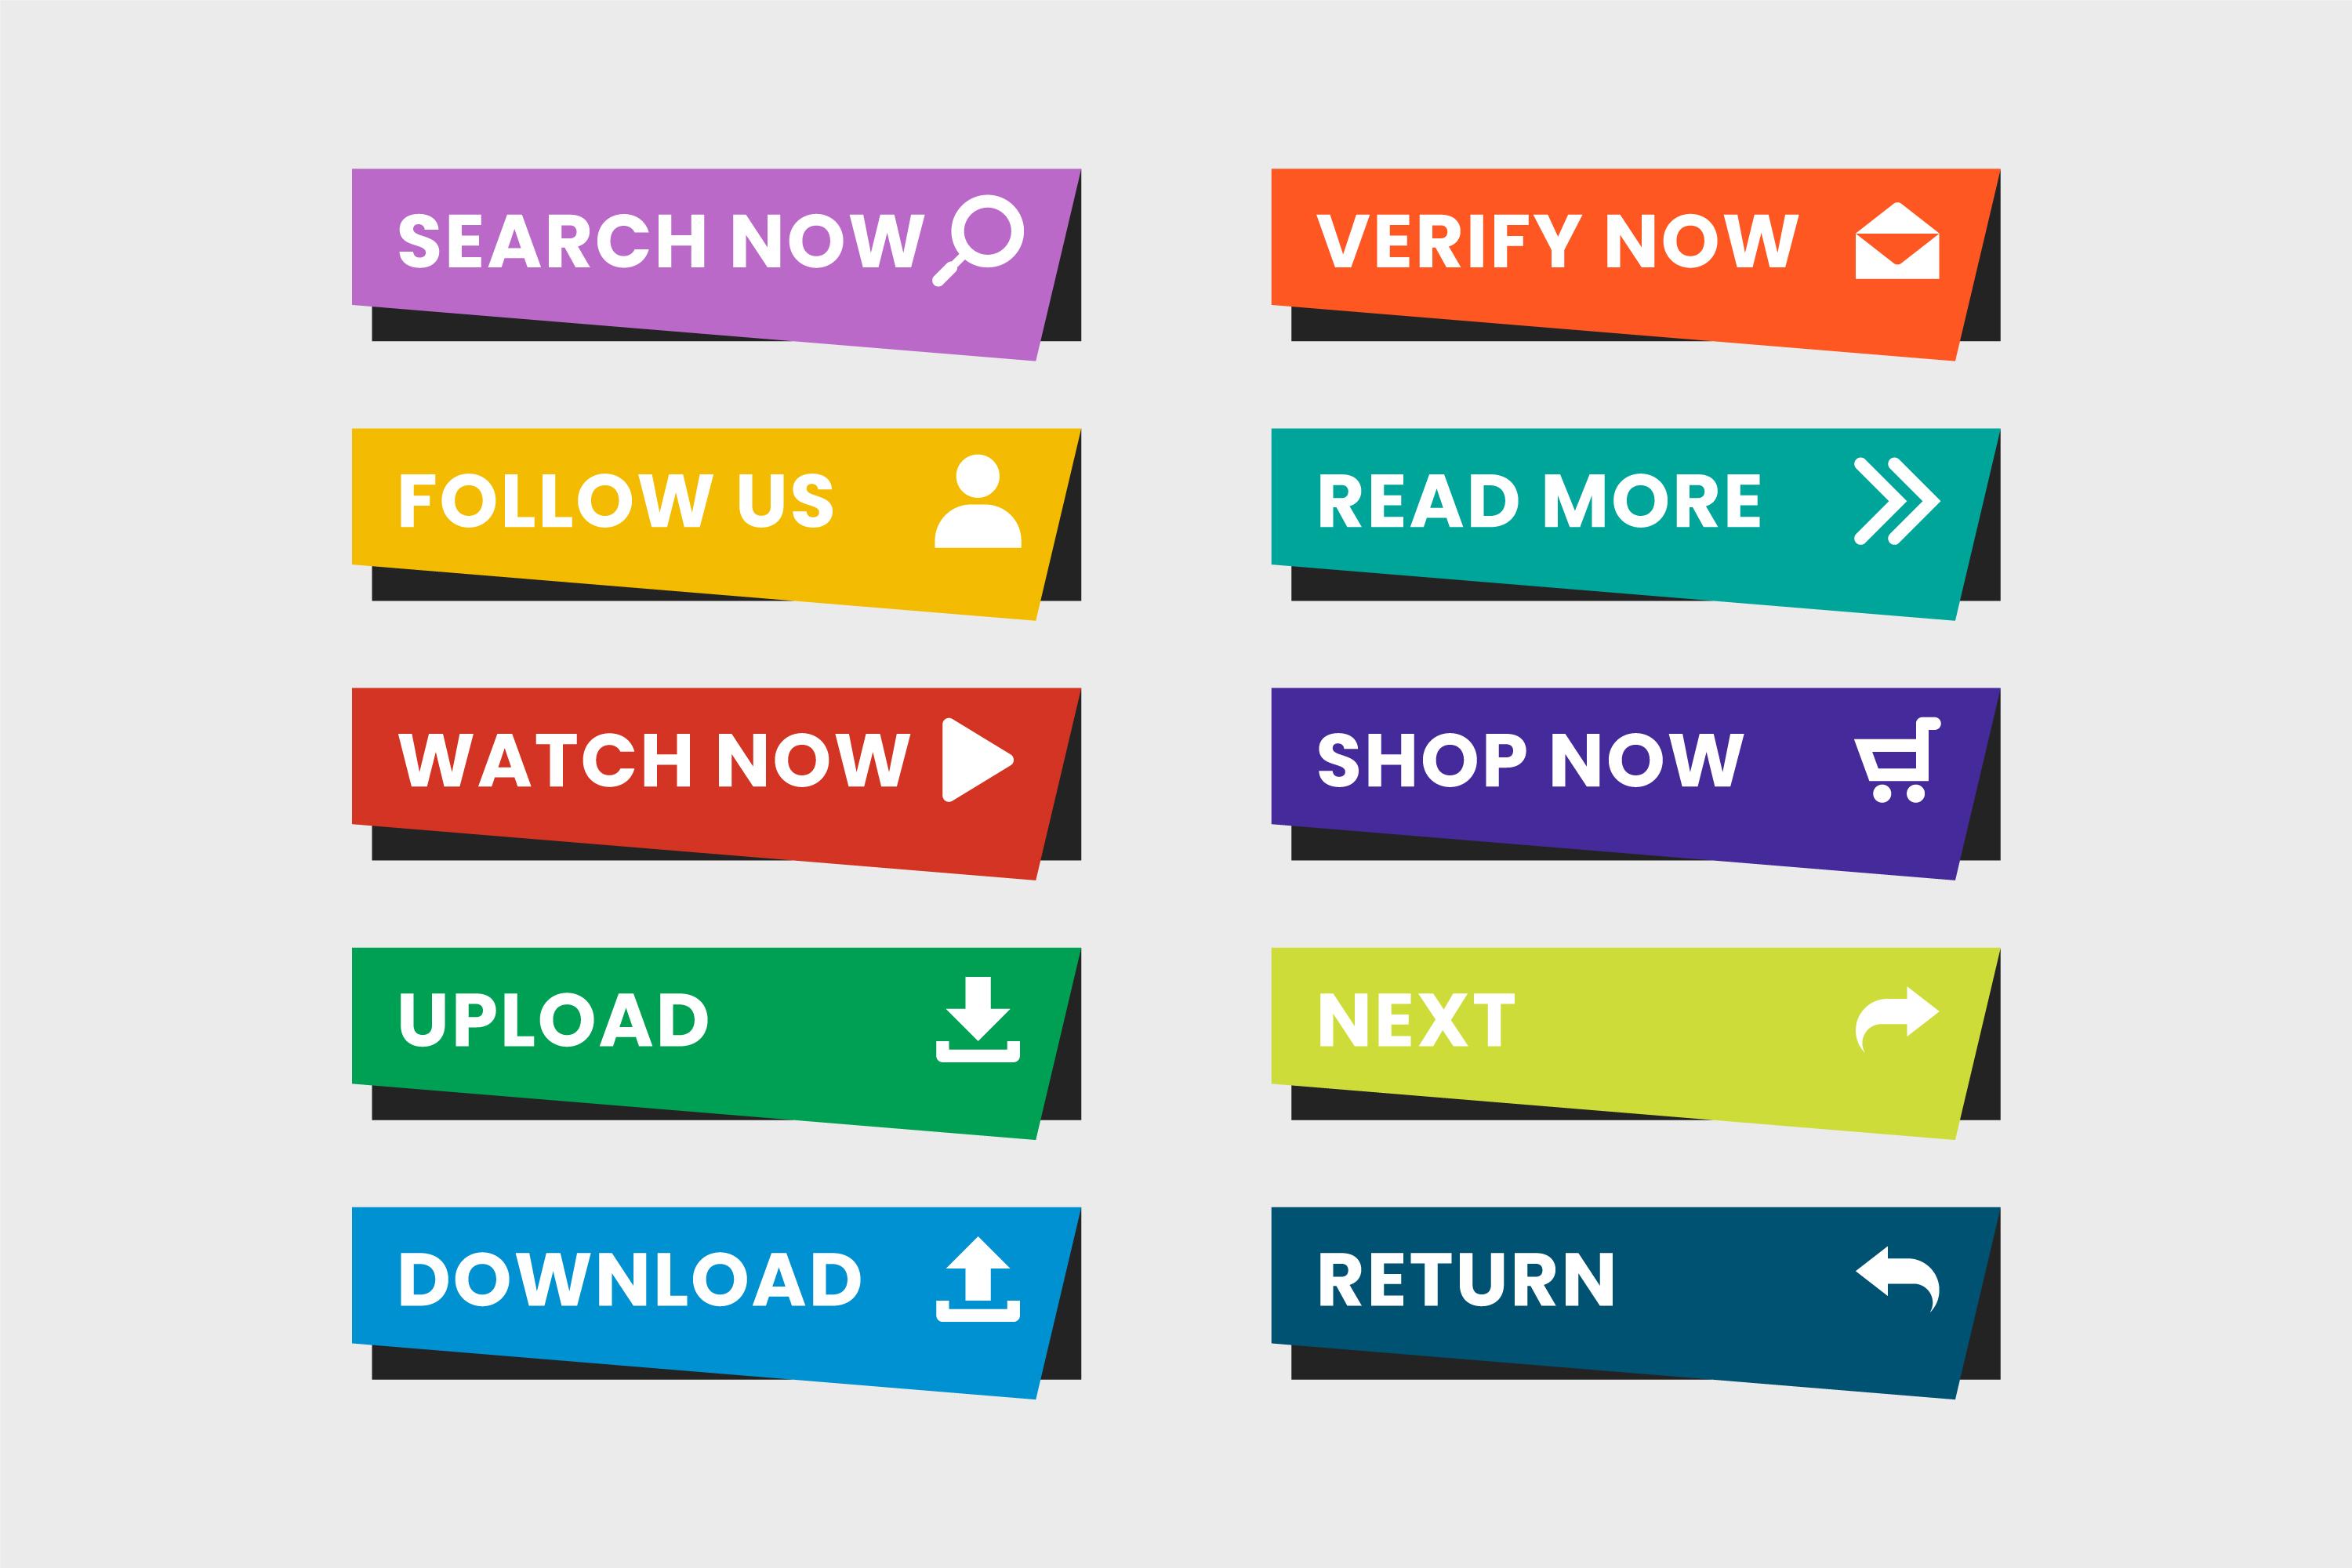 SEARCH NOW
VERIFY NOW
FOLLOW US
READ MORE
WATCH NOW
SHOP NOW
UPLOAD
NEXT
DOWNLOAD
RETURN